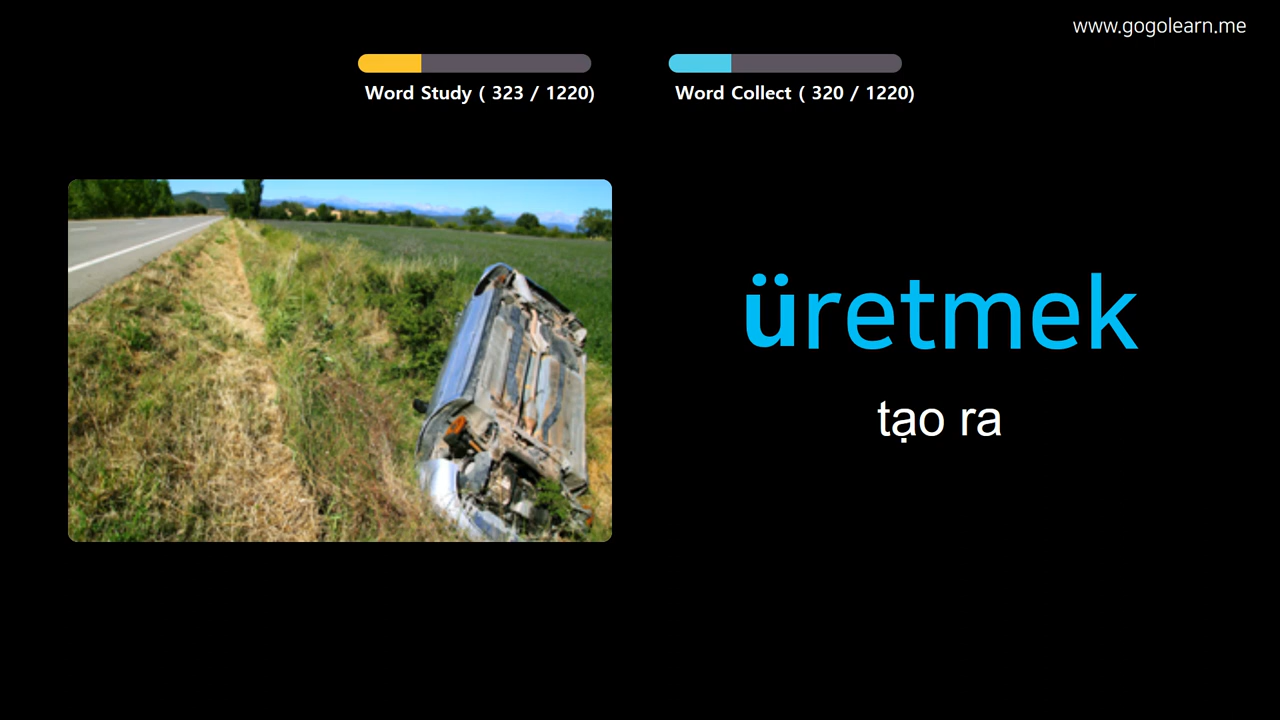 www.gogolearn.me
Word Study ( 323 / 1220)
Word Collect ( 320 / 1220)
üretmek
tạo ra